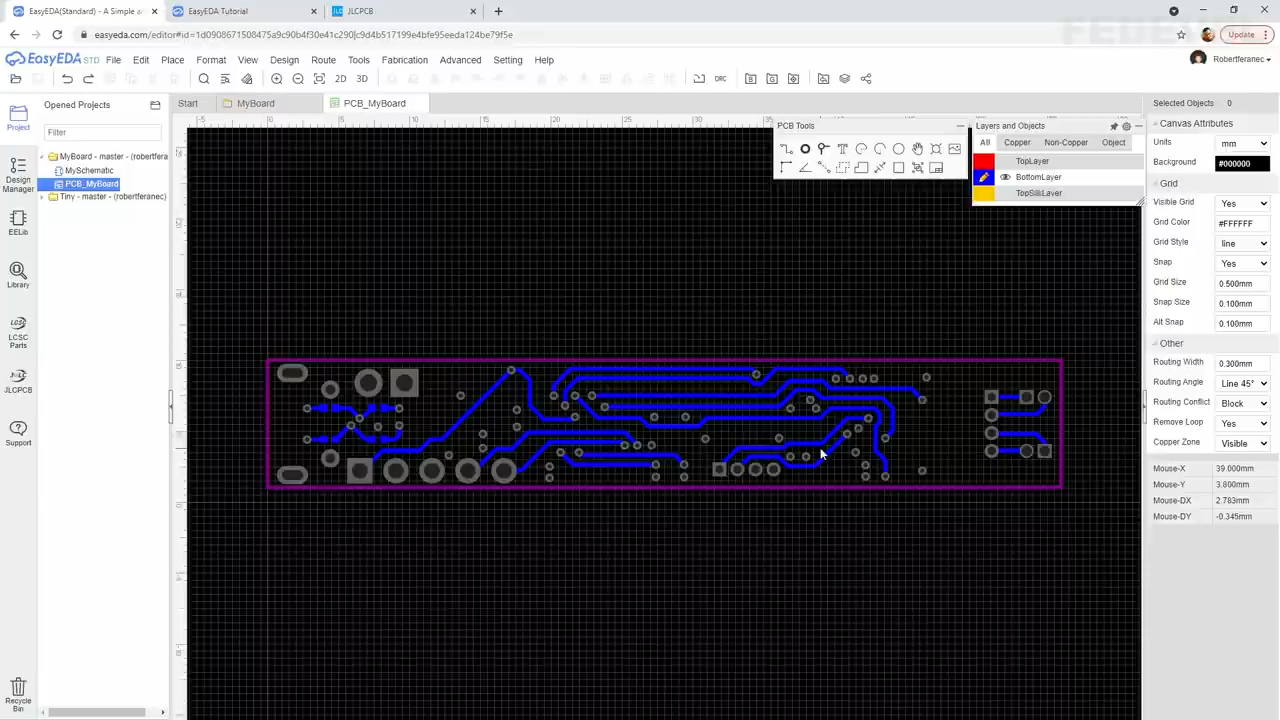 EasyEDA(Standard) - A Simple a
EasyEDA Tutorial
JLCPCB
easyeda.com/editor#id=1d0908671508475a9c90b4f30e41c290|c9d4b517199e4bfe95eeda124be79f5e
FEDEVEL
Update
EasyEDA STD
File Edit Place Format View Design Route Tools Fabrication Advanced Setting Help
Robertferanec
2D 3D
DRC
Project
Opened Projects
Start
MyBoard
PCB_MyBoard
Filter
MyBoard - master - (robertfera
MySchematic
PCB_MyBoard
Tiny - master - (robertferanec)
Design Manager
EELib
Library
LCSC Parts
JLCPCB
Support
Recycle Bin
PCB Tools
Layers and Objects
All Copper Non-Copper Object
TopLayer
BottomLayer
TopSilkLayer
Selected Objects 0
Canvas Attributes
Units mm
Background #000000
Grid
Visible Grid Yes
Grid Color #FFFFFF
Grid Style line
Snap Yes
Grid Size 0.500mm
Snap Size 0.100mm
Alt Snap 0.100mm
Other
Routing Width 0.300mm
Routing Angle Line 45°
Routing Conflict Block
Remove Loop Yes
Copper Zone Visible
Mouse-X 39.000mm
Mouse-Y 3.800mm
Mouse-DX 2.783mm
Mouse-DY -0.345mm